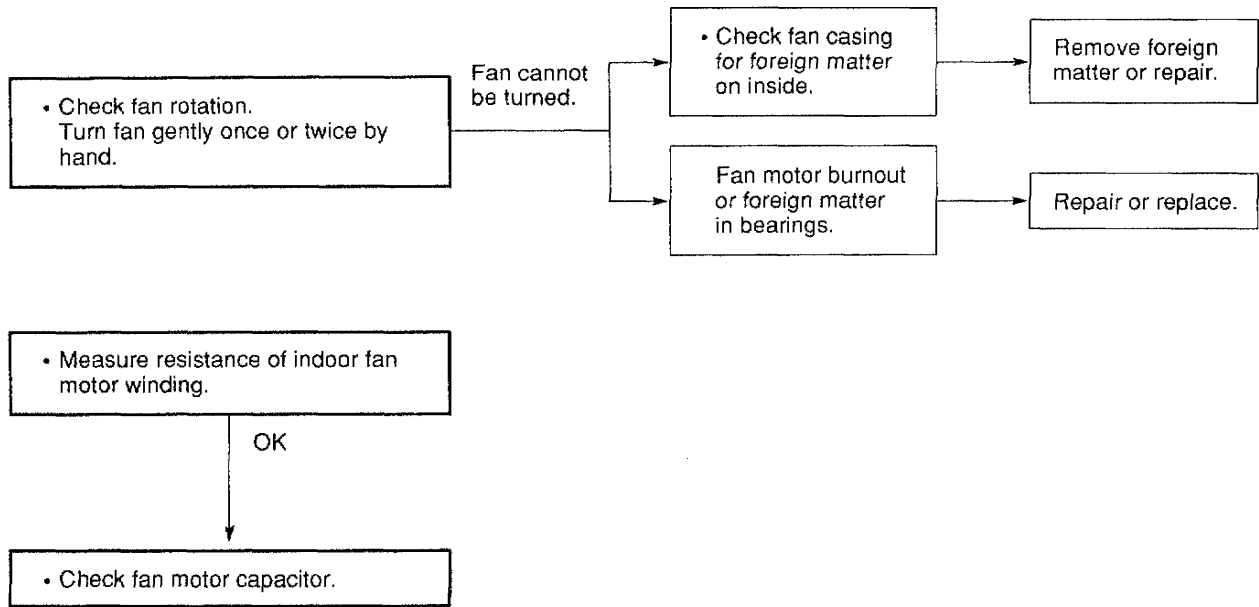 • Check fan rotation.
Turn fan gently once or twice by
hand.
Fan cannot
be turned.
• Check fan casing
for foreign matter
on inside.
Remove foreign
matter or repair.
Fan motor burnout
or foreign matter
in bearings.
Repair or replace.
• Measure resistance of indoor fan
motor winding.
OK
• Check fan motor capacitor.